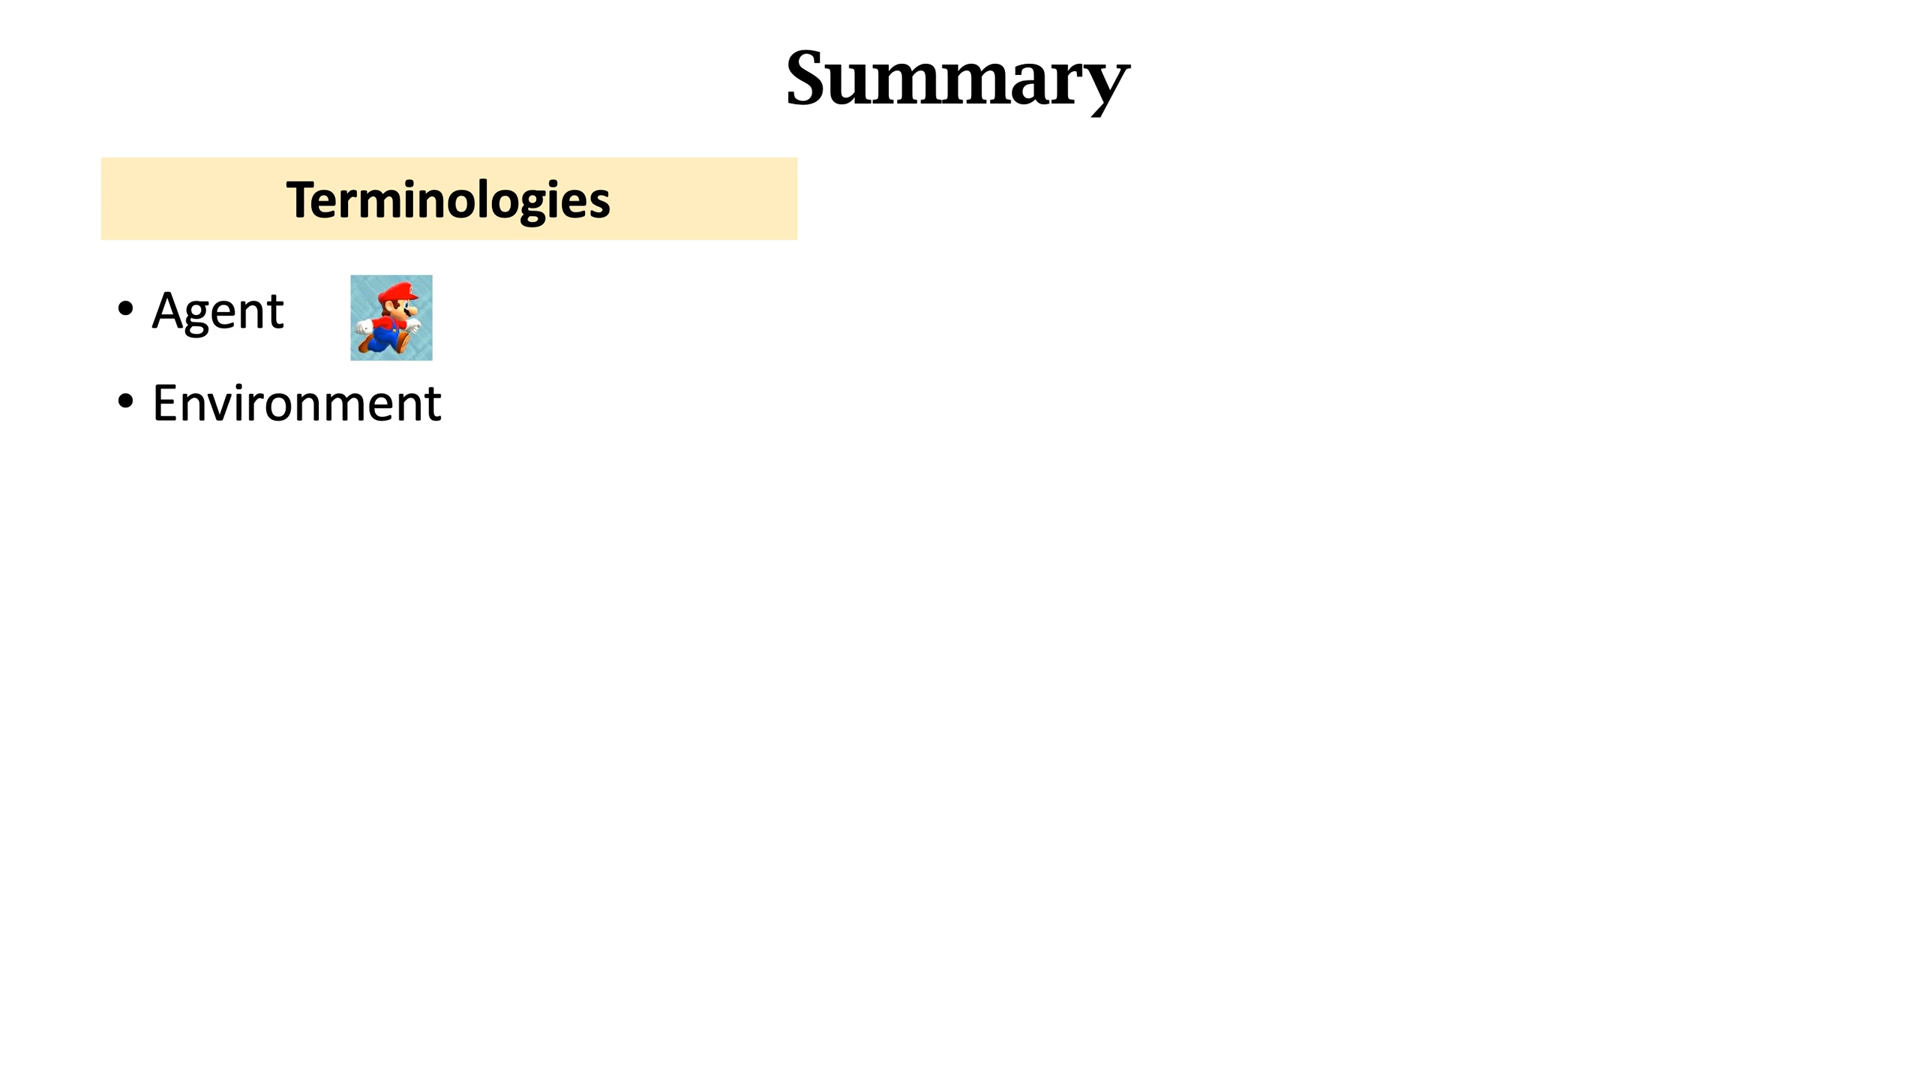 Summary
Terminologies
• Agent
• Environment